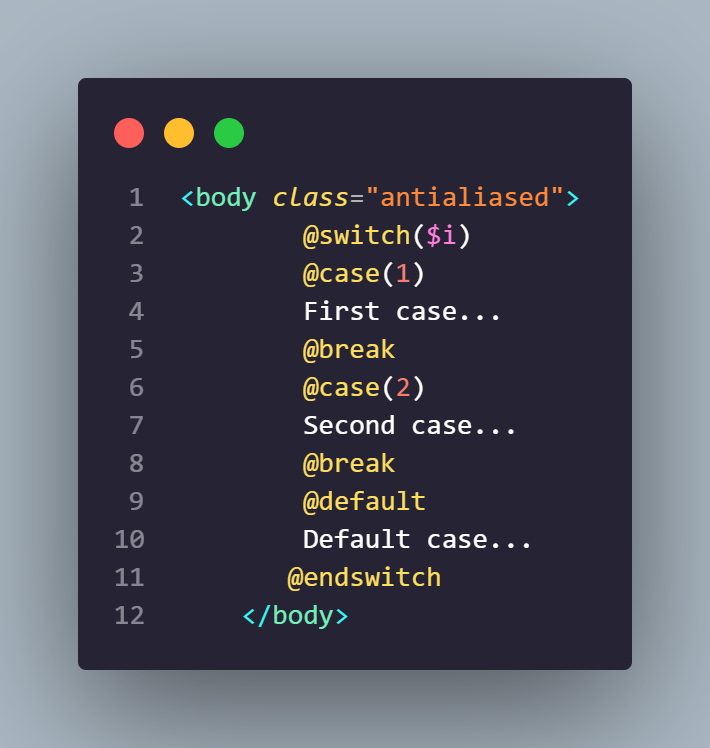 1 <body class="antialiased">
2 @switch($i)
3 @case(1)
4 First case...
5 @break
6 @case(2)
7 Second case...
8 @break
9 @default
10 Default case...
11 @endswitch
12 </body>